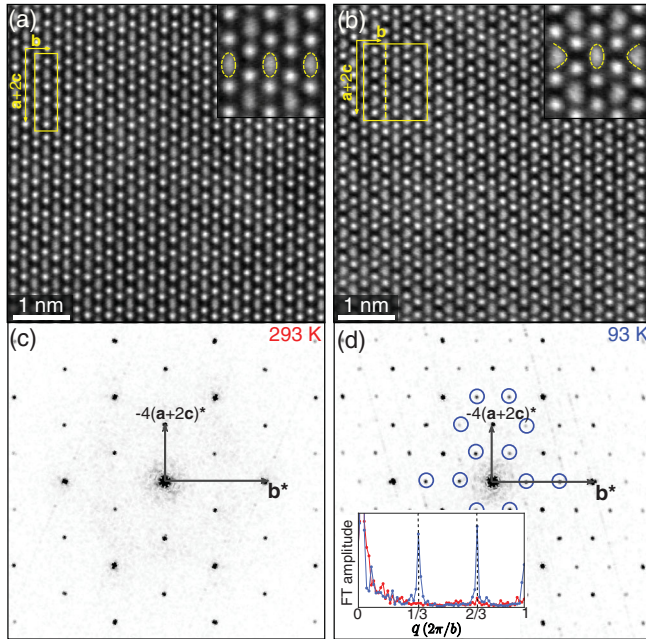 (a)
b
a+2c
1 nm
(b)
b
a+2c
1 nm
(c)
293 K
-4(a+2c)*
b*
(d)
93 K
-4(a+2c)*
b*
FT amplitude
0
1/3
2/3
1
q (2π/b)